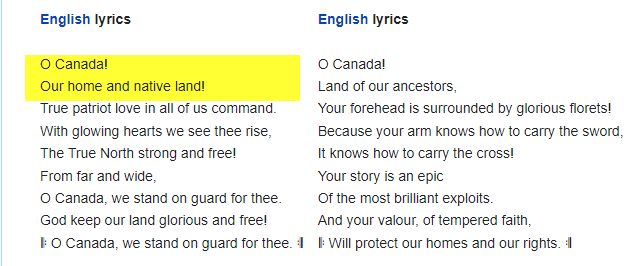 English lyrics
O Canada!
Our home and native land!
True patriot love in all of us command.
With glowing hearts we see thee rise,
The True North strong and free!
From far and wide,
O Canada, we stand on guard for thee.
God keep our land glorious and free!
𝄆 O Canada, we stand on guard for thee. 𝄇
English lyrics
O Canada!
Land of our ancestors,
Your forehead is surrounded by glorious florets!
Because your arm knows how to carry the sword,
It knows how to carry the cross!
Your story is an epic
Of the most brilliant exploits.
And your valour, of tempered faith,
𝄆 Will protect our homes and our rights. 𝄇